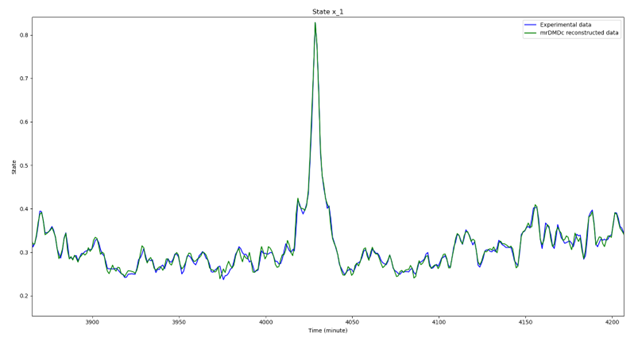 State x_1
Experimental data
mrDMDc reconstructed data
0.8
0.7
0.6
0.5
0.4
0.3
0.2
State
3900
3950
4000
4050
4100
4150
4200
Time (minute)